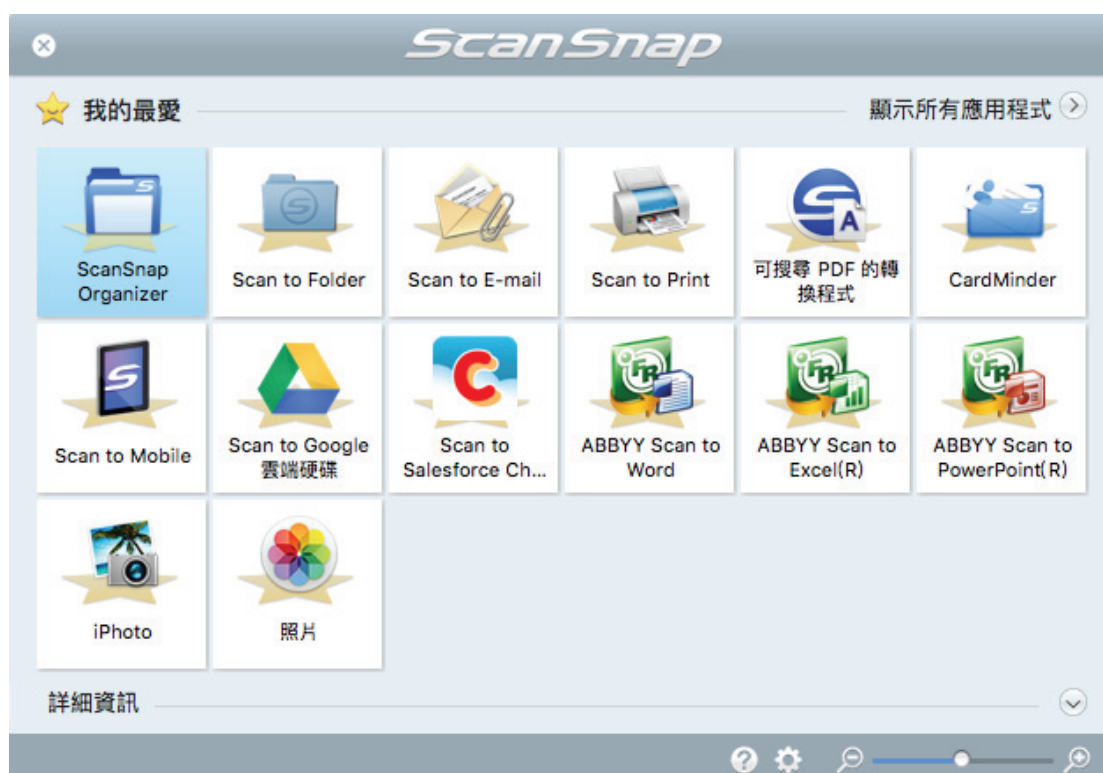 ScanSnap
我的最愛
顯示所有應用程式
ScanSnap
Organizer
Scan to Folder
Scan to E-mail
Scan to Print
可搜尋 PDF 的轉
換程式
CardMinder
Scan to Mobile
Scan to Google
雲端硬碟
Scan to
Salesforce Ch...
ABBYY Scan to
Word
ABBYY Scan to
Excel(R)
ABBYY Scan to
PowerPoint(R)
iPhoto
照片
詳細資訊